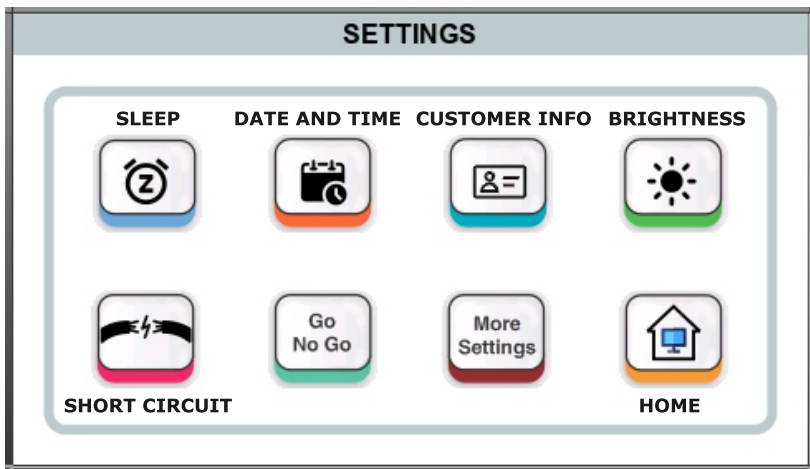 SETTINGS
SLEEP
DATE AND TIME
CUSTOMER INFO
BRIGHTNESS
Z
Go
No Go
More
Settings
SHORT CIRCUIT
HOME